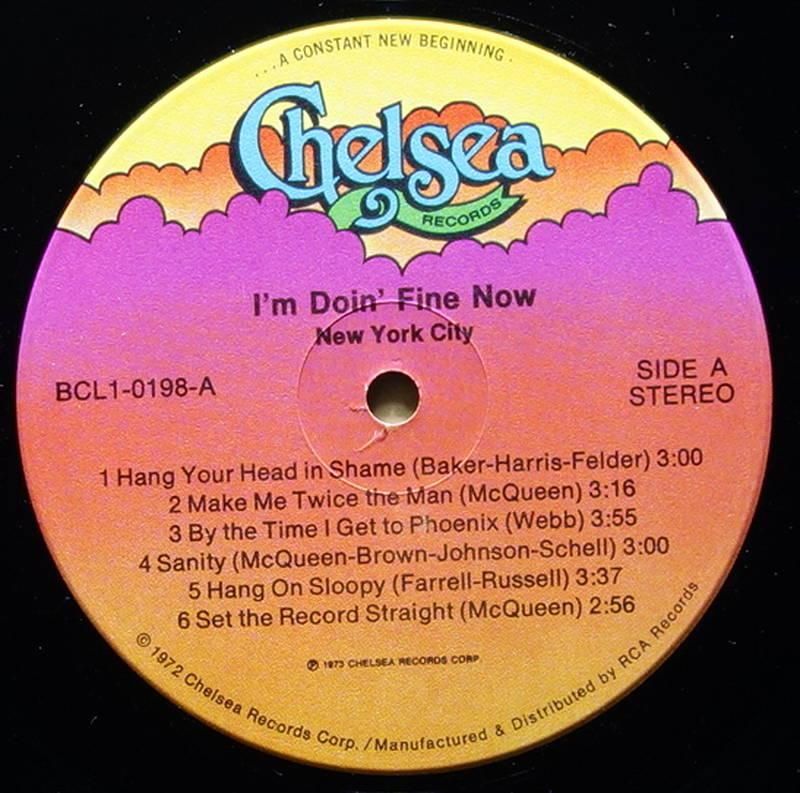 ...A CONSTANT NEW BEGINNING.
Chelsea
RECORDS
I'm Doin' Fine Now
New York City
BCL1-0198-A
SIDE A
STEREO
1 Hang Your Head in Shame (Baker-Harris-Felder) 3:00
2 Make Me Twice the Man (McQueen) 3:16
3 By the Time I Get to Phoenix (Webb) 3:55
4 Sanity (McQueen-Brown-Johnson-Schell) 3:00
5 Hang On Sloopy (Farrell-Russell) 3:37
6 Set the Record Straight (McQueen) 2:56
℗ 1973 CHELSEA RECORDS CORP
© 1972 Chelsea Records Corp. / Manufactured & Distributed by RCA Records